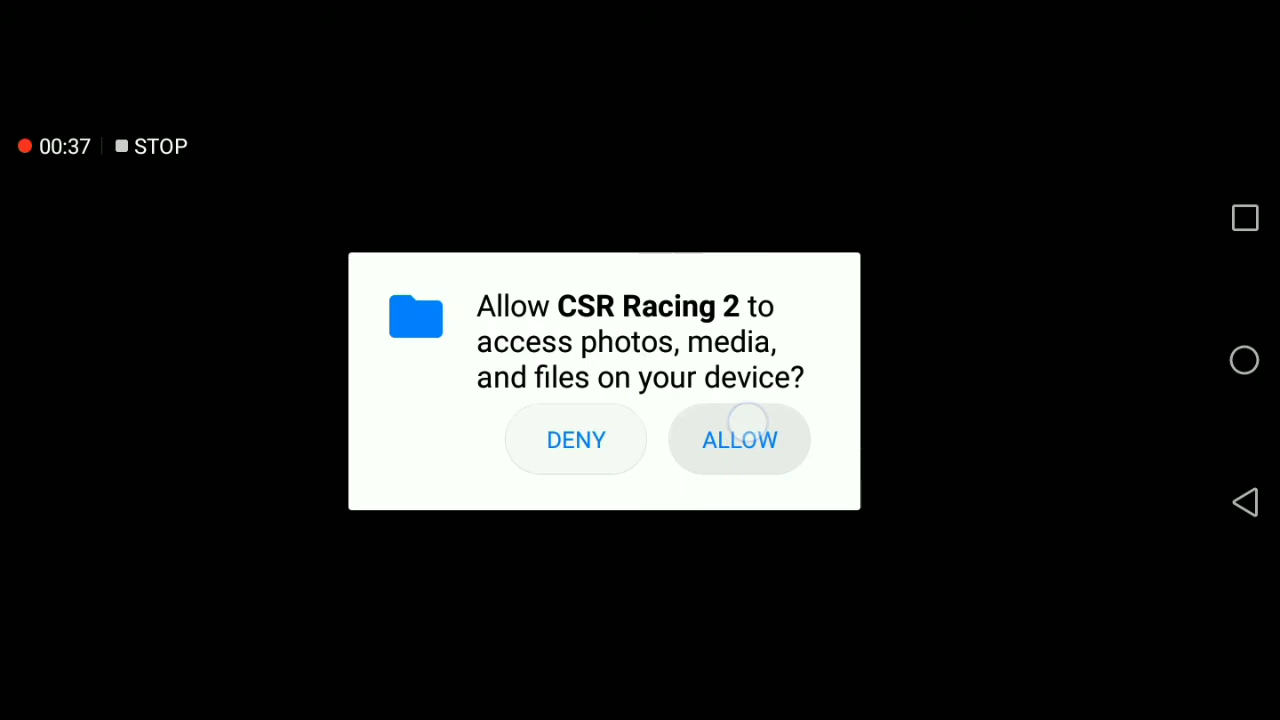 00:37 STOP
Allow CSR Racing 2 to
access photos, media,
and files on your device?
DENY ALLOW